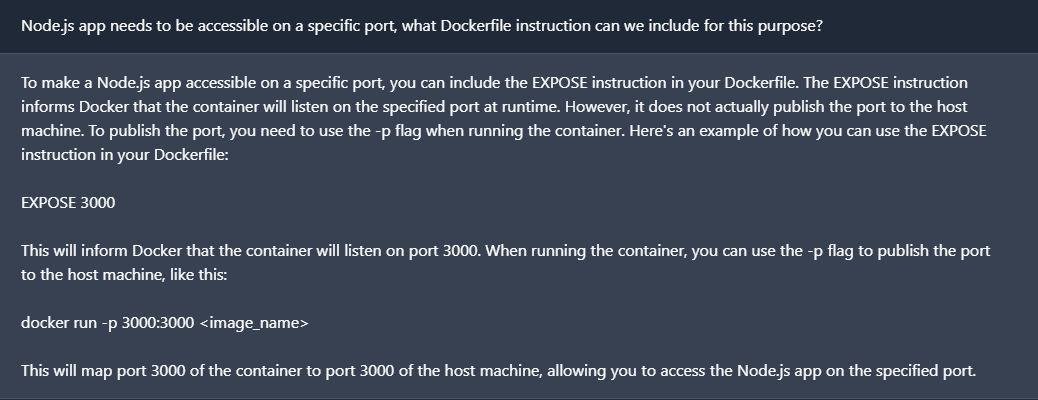 Node.js app needs to be accessible on a specific port, what Dockerfile instruction can we include for this purpose?
To make a Node.js app accessible on a specific port, you can include the EXPOSE instruction in your Dockerfile. The EXPOSE instruction
informs Docker that the container will listen on the specified port at runtime. However, it does not actually publish the port to the host
machine. To publish the port, you need to use the -p flag when running the container. Here's an example of how you can use the EXPOSE
instruction in your Dockerfile:
EXPOSE 3000
This will inform Docker that the container will listen on port 3000. When running the container, you can use the -p flag to publish the port
to the host machine, like this:
docker run -p 3000:3000 <image_name>
This will map port 3000 of the container to port 3000 of the host machine, allowing you to access the Node.js app on the specified port.